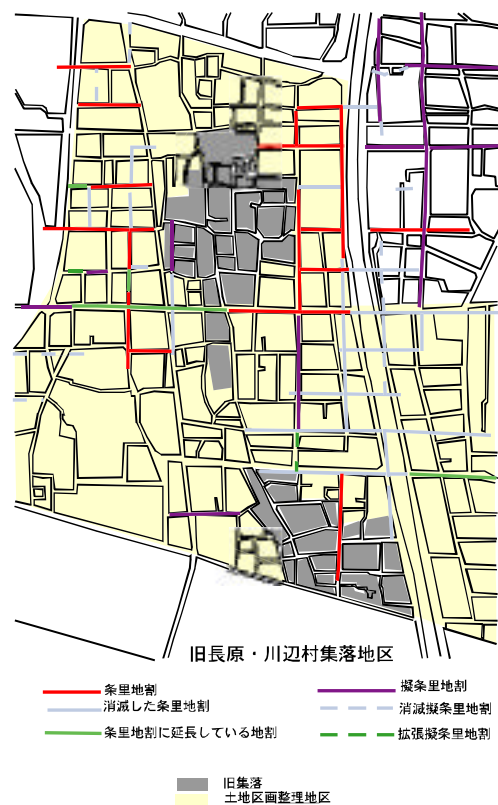 旧長原・川辺村集落地区
条里地割
消滅した条里地割
条里地割に延長している地割
擬条里地割
消滅擬条里地割
拡張擬条里地割
旧集落
土地区画整理地区